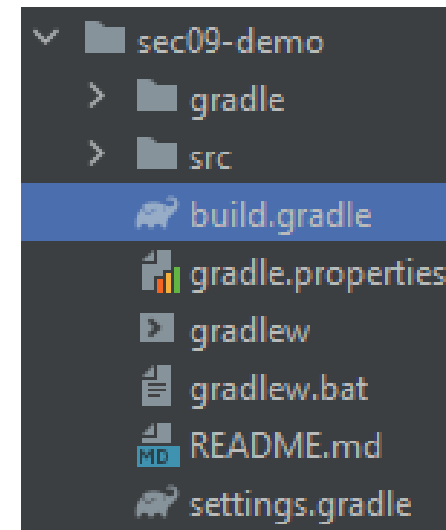 sec09-demo
gradle
src
build.gradle
gradle.properties
gradlew
gradlew.bat
MD README.md
settings.gradle